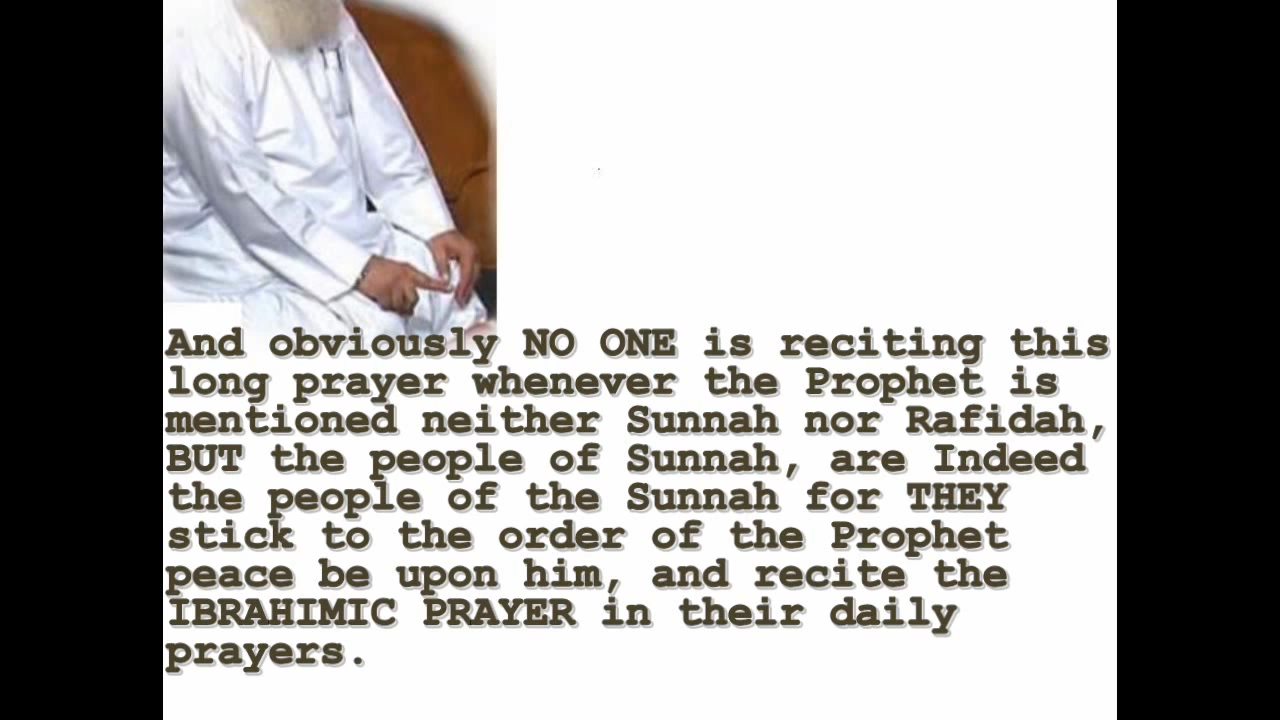 And obviously NO ONE is reciting this
long prayer whenever the Prophet is
mentioned neither Sunnah nor Rafidah,
BUT the people of Sunnah, are Indeed
the people of the Sunnah for THEY
stick to the order of the Prophet
peace be upon him, and recite the
IBRAHIMIC PRAYER in their daily
prayers.